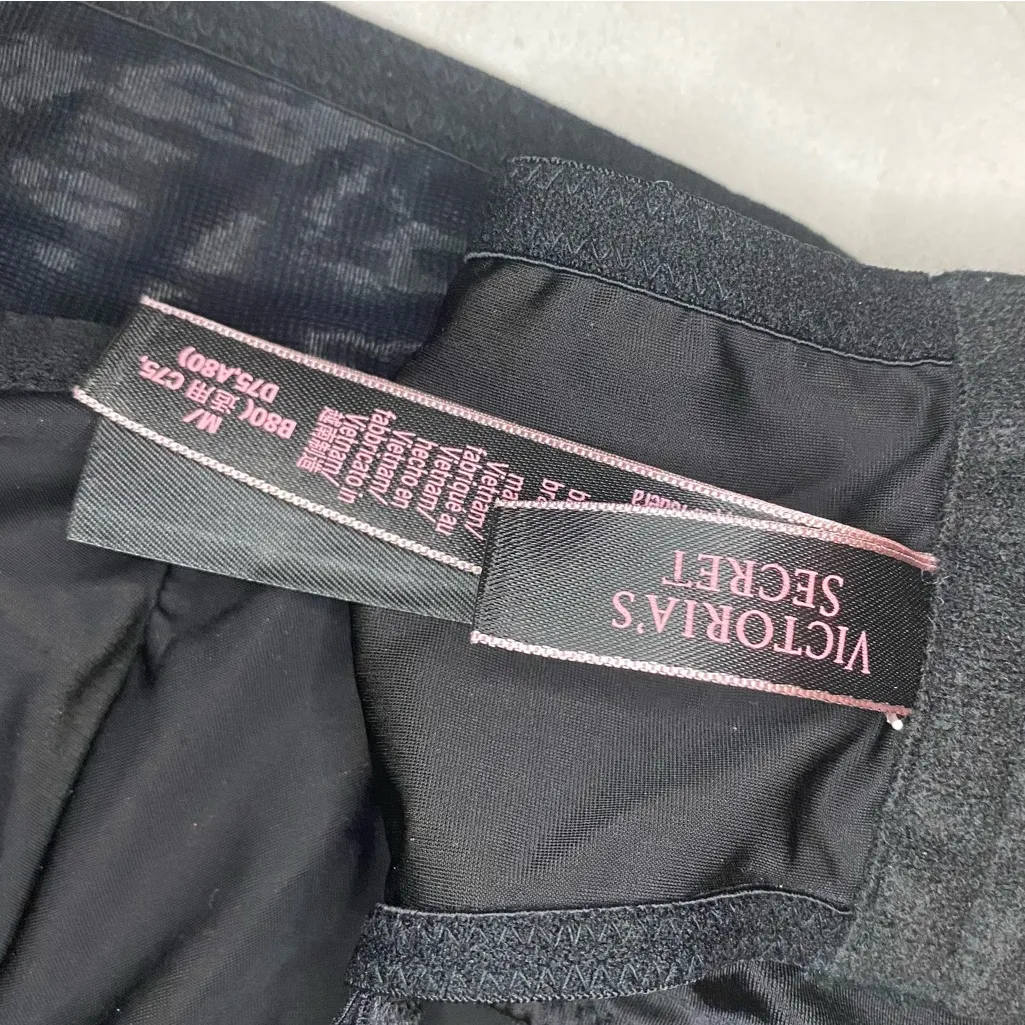 VICTORIA'S
SECRET
vietnam/
fabriqué au
vietnam/
hecho en
vietnam/
fabbricato in
Vietnam/
越南制造
B80(适用 C75,
D75,A80)
M/